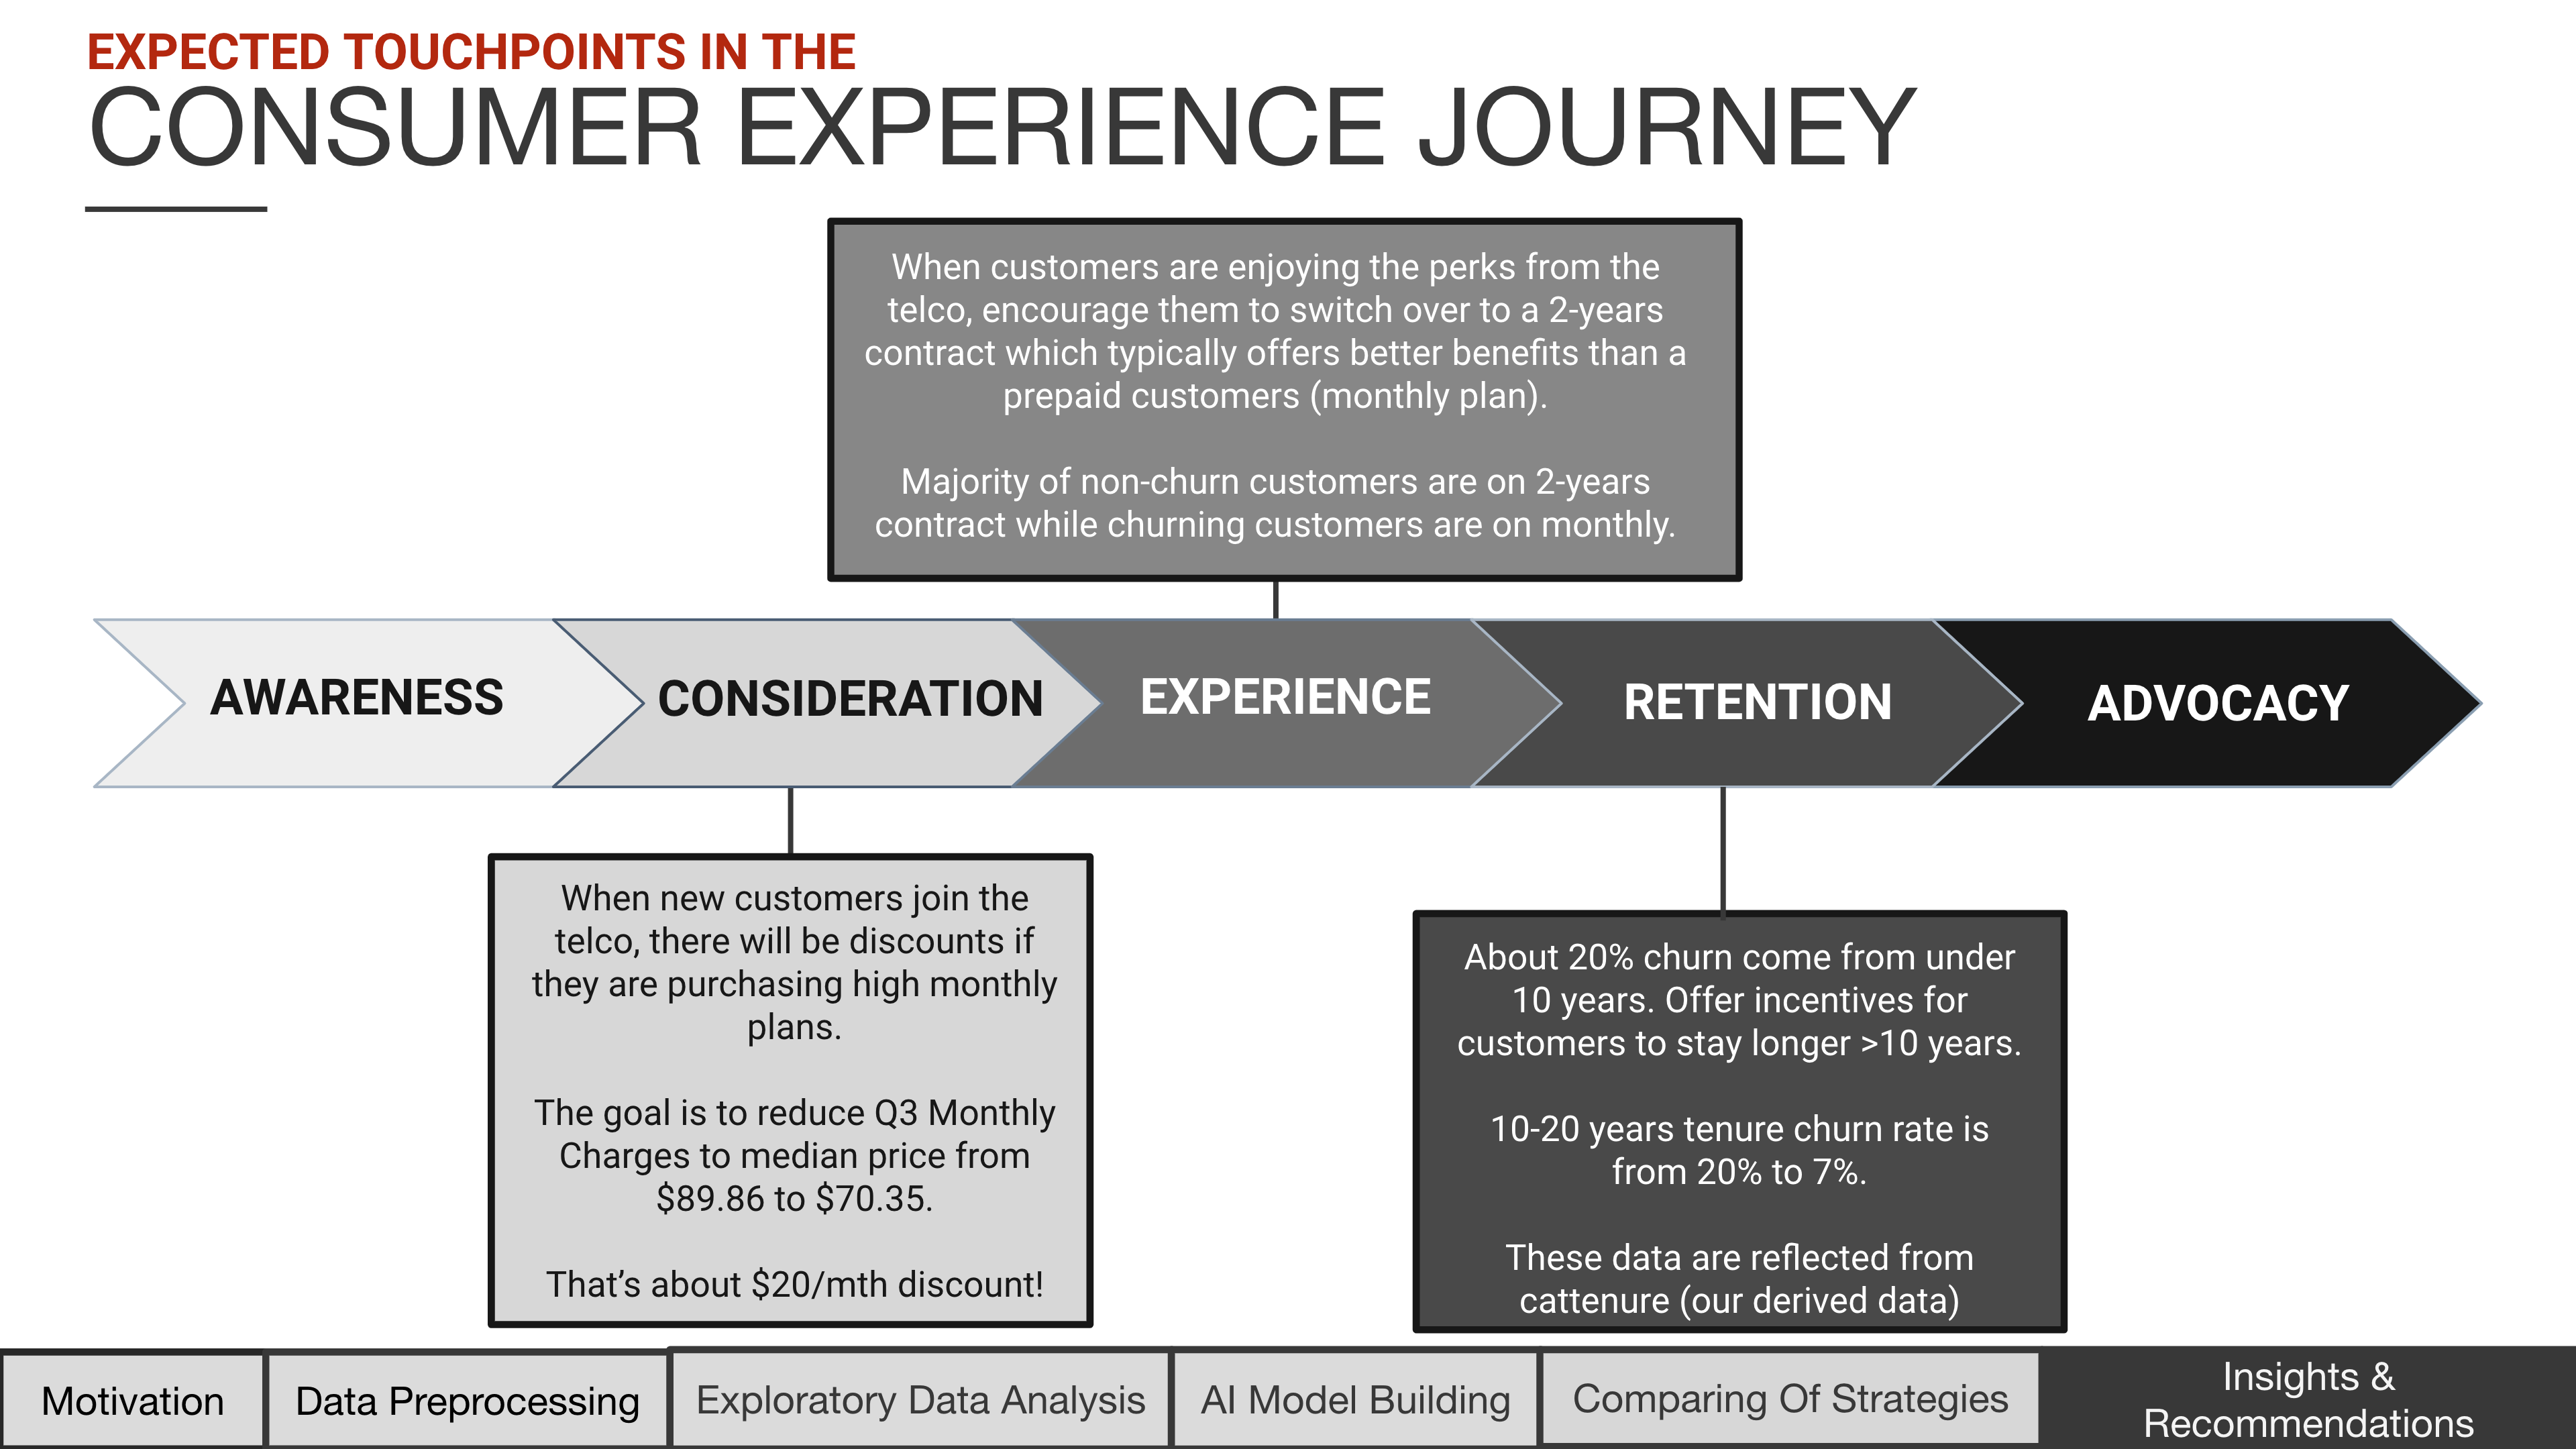 EXPECTED TOUCHPOINTS IN THE
CONSUMER EXPERIENCE JOURNEY
When customers are enjoying the perks from the
telco, encourage them to switch over to a 2-years
contract which typically offers better benefits than a
prepaid customers (monthly plan).
Majority of non-churn customers are on 2-years
contract while churning customers are on monthly.
AWARENESS
CONSIDERATION
EXPERIENCE
RETENTION
ADVOCACY
When new customers join the
telco, there will be discounts if
they are purchasing high monthly
plans.
The goal is to reduce Q3 Monthly
Charges to median price from
$89.86 to $70.35.
That's about $20/mth discount!
About 20% churn come from under
10 years. Offer incentives for
customers to stay longer >10 years.
10-20 years tenure churn rate is
from 20% to 7%.
These data are reflected from
cattenure (our derived data)
Motivation
Data Preprocessing
Exploratory Data Analysis
AI Model Building
Comparing Of Strategies
Insights &
Recommendations